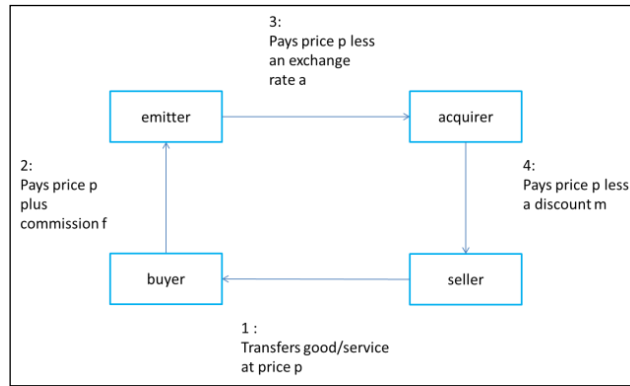 3:
Pays price p less
an exchange
rate a
emitter
acquirer
2:
Pays price p
plus
commission f
4:
Pays price p less
a discount m
buyer
seller
1 :
Transfers good/service
at price p